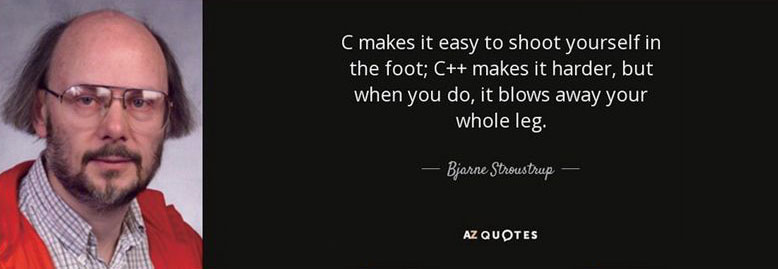 C makes it easy to shoot yourself in
the foot; C++ makes it harder, but
when you do, it blows away your
whole leg.
Bjarne Stroustrup
AZ QUOTES